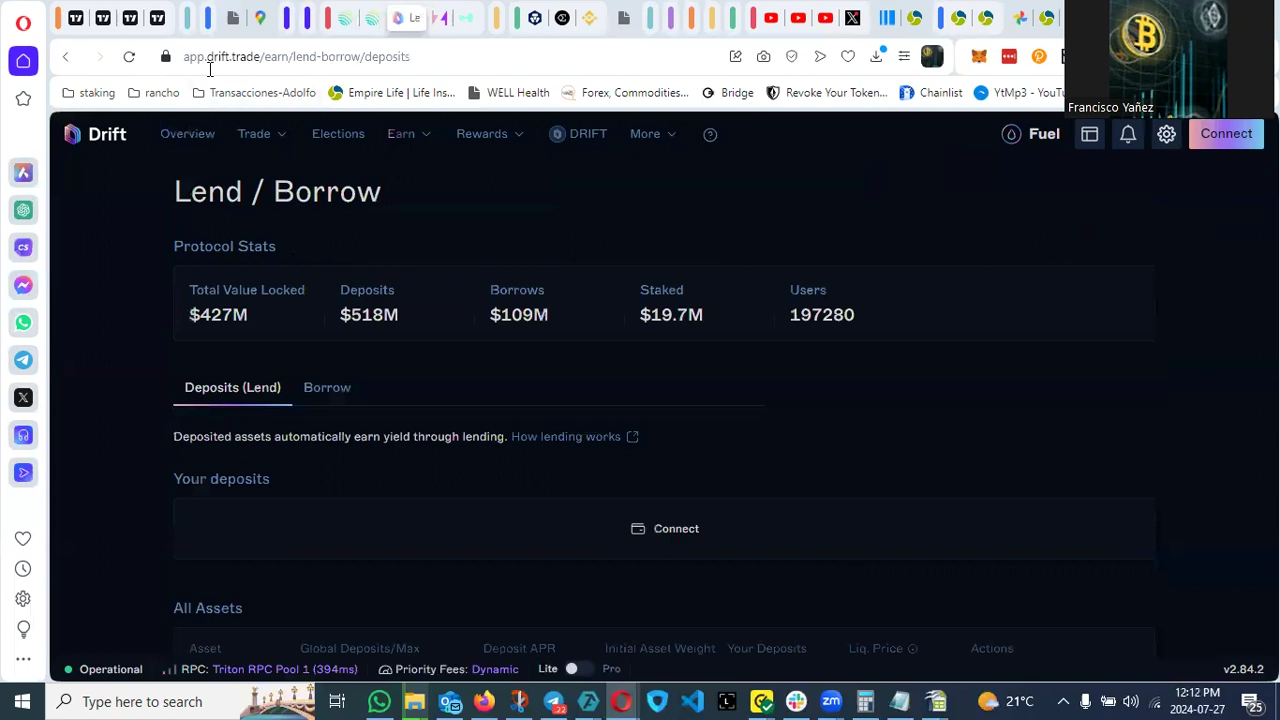 Le
app.drift.trade/earn/lend-borrow/deposits
staking
rancho
Transacciones-Adolfo
Empire Life | Life Ins...
WELL Health
Forex, Commodities...
Bridge
Revoke Your Token...
Chainlist
YtMp3 - YouTu
Francisco Yañez
Drift
Overview
Trade
Elections
Earn
Rewards
DRIFT
More
Fuel
Connect
Lend / Borrow
Protocol Stats
Total Value Locked
Deposits
Borrows
Staked
Users
$427M
$518M
$109M
$19.7M
197280
Deposits (Lend)
Borrow
Deposited assets automatically earn yield through lending. How lending works
Your deposits
Connect
All Assets
Asset
Global Deposits/Max
Deposit APR
Initial Asset Weight
Your Deposits
Liq. Price
Actions
Operational
RPC: Triton RPC Pool 1 (394ms)
Priority Fees: Dynamic
Lite
Pro
v2.84.2
Type here to search
21°C
12:12 PM
2024-07-27
25